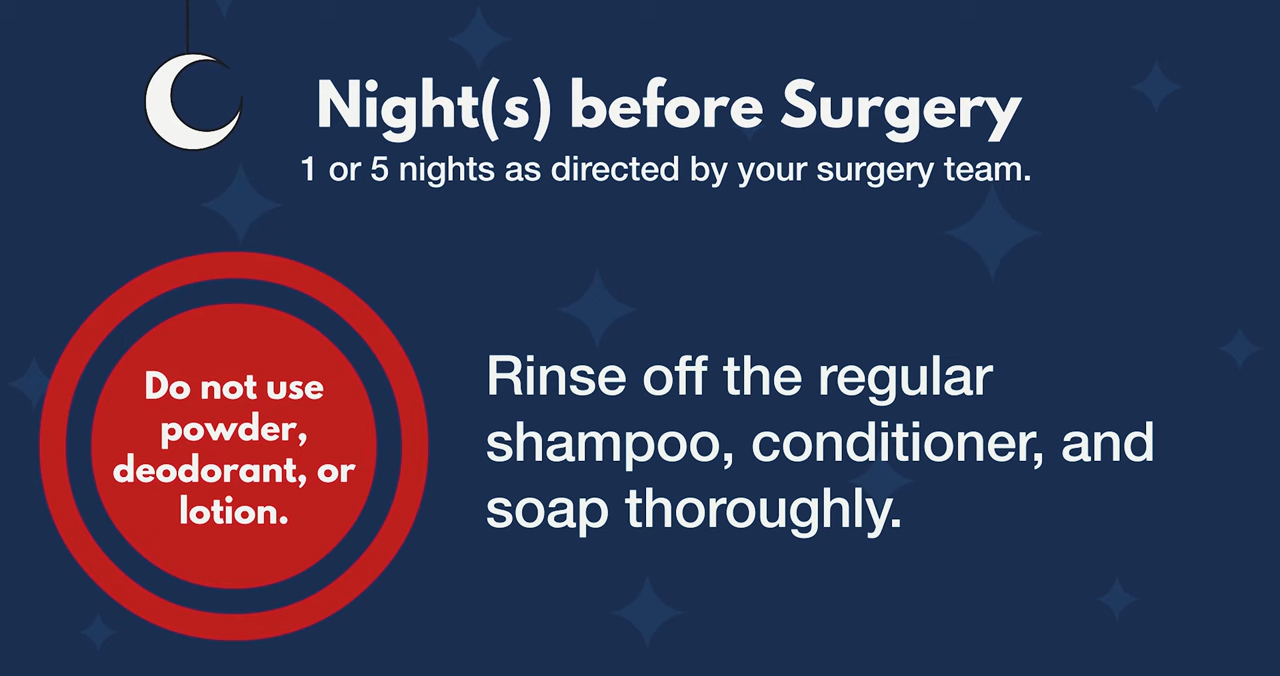 Night(s) before Surgery
1 or 5 nights as directed by your surgery team.
Do not use
powder,
deodorant, or
lotion.
Rinse off the regular
shampoo, conditioner, and
soap thoroughly.